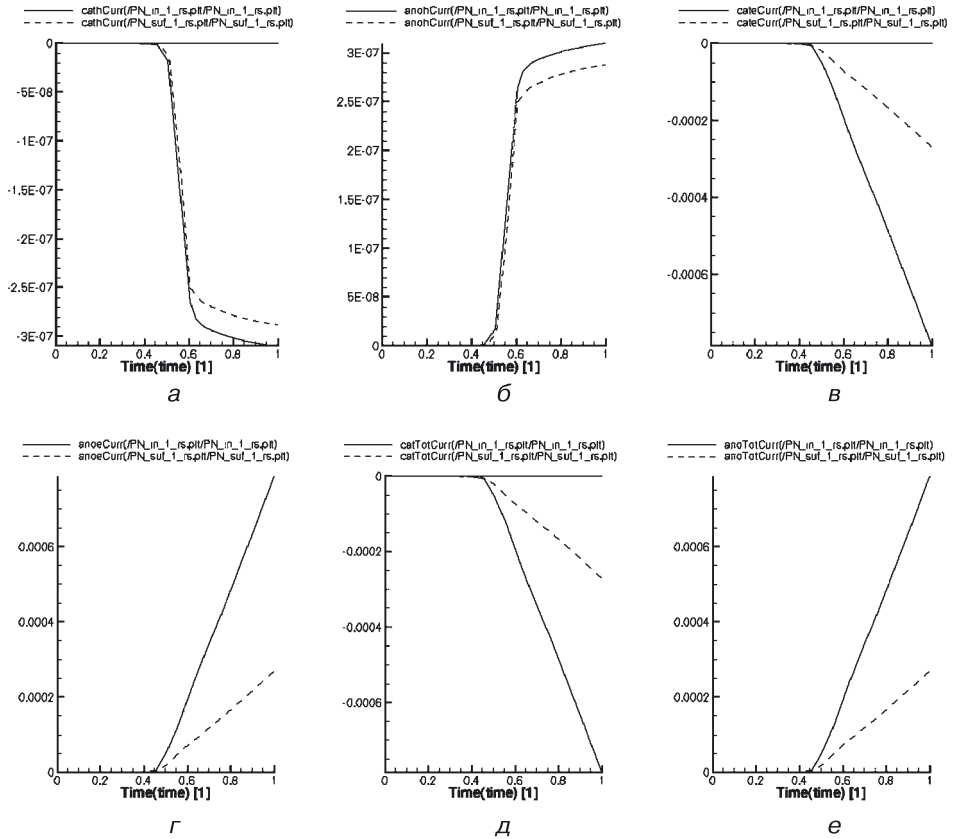 cathCurr(/PN_in_1_rs.plt/PN_in_1_rs.plt)
cathCurr(/PN_suf_1_rs.plt/PN_suf_1_rs.plt)
0
-5E-08
-1E-07
-1.5E-07
-2E-07
-2.5E-07
-3E-07
0 0.2 0.4 0.6 0.8 1
Time(time) [1]
а
anohCurr(/PN_in_1_rs.plt/PN_in_1_rs.plt)
anohCurr(/PN_suf_1_rs.plt/PN_suf_1_rs.plt)
3E-07
2.5E-07
2E-07
1.5E-07
1E-07
5E-08
0
0 0.2 0.4 0.6 0.8 1
Time(time) [1]
б
cateCurr(/PN_in_1_rs.plt/PN_in_1_rs.plt)
cateCurr(/PN_suf_1_rs.plt/PN_suf_1_rs.plt)
0
-0.0002
-0.0004
-0.0006
0 0.2 0.4 0.6 0.8 1
Time(time) [1]
в
anoeCurr(/PN_in_1_rs.plt/PN_in_1_rs.plt)
anoeCurr(/PN_suf_1_rs.plt/PN_suf_1_rs.plt)
0.0006
0.0004
0.0002
0
0 0.2 0.4 0.6 0.8 1
Time(time) [1]
г
catTotCurr(/PN_in_1_rs.plt/PN_in_1_rs.plt)
catTotCurr(/PN_suf_1_rs.plt/PN_suf_1_rs.plt)
0
-0.0002
-0.0004
-0.0006
0 0.2 0.4 0.6 0.8 1
Time(time) [1]
д
anoTotCurr(/PN_in_1_rs.plt/PN_in_1_rs.plt)
anoTotCurr(/PN_suf_1_rs.plt/PN_suf_1_rs.plt)
0.0006
0.0004
0.0002
0
0 0.2 0.4 0.6 0.8 1
Time(time) [1]
е